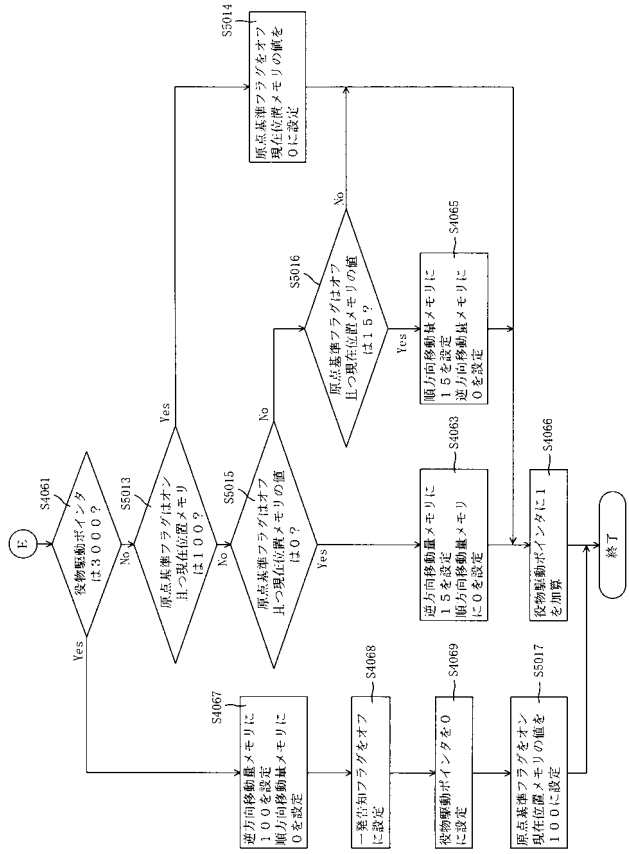 E
S4061
役物駆動ポインタ
は3000?
Yes
No
S5013
原点基準フラグはオン
且つ現在位置メモリ
は100?
Yes
No
S5014
原点基準フラグをオフ
現在位置メモリの値を
0に設定
S5015
原点基準フラグはオフ
且つ現在位置メモリの値
は0?
No
Yes
S5016
原点基準フラグはオフ
且つ現在位置メモリの値
は15?
No
Yes
S4067
逆方向移動量メモリに
100を設定
順方向移動量メモリに
0を設定
S4063
逆方向移動量メモリに
15を設定
順方向移動量メモリ
に0を設定
S4065
順方向移動量メモリに
15を設定
逆方向移動量メモリに
0を設定
S4068
一発告知フラグをオフ
に設定
S4069
役物駆動ポインタを0
に設定
S4066
役物駆動ポインタに1
を加算
S5017
原点基準フラグをオン
現在位置メモリの値を
100に設定
終了